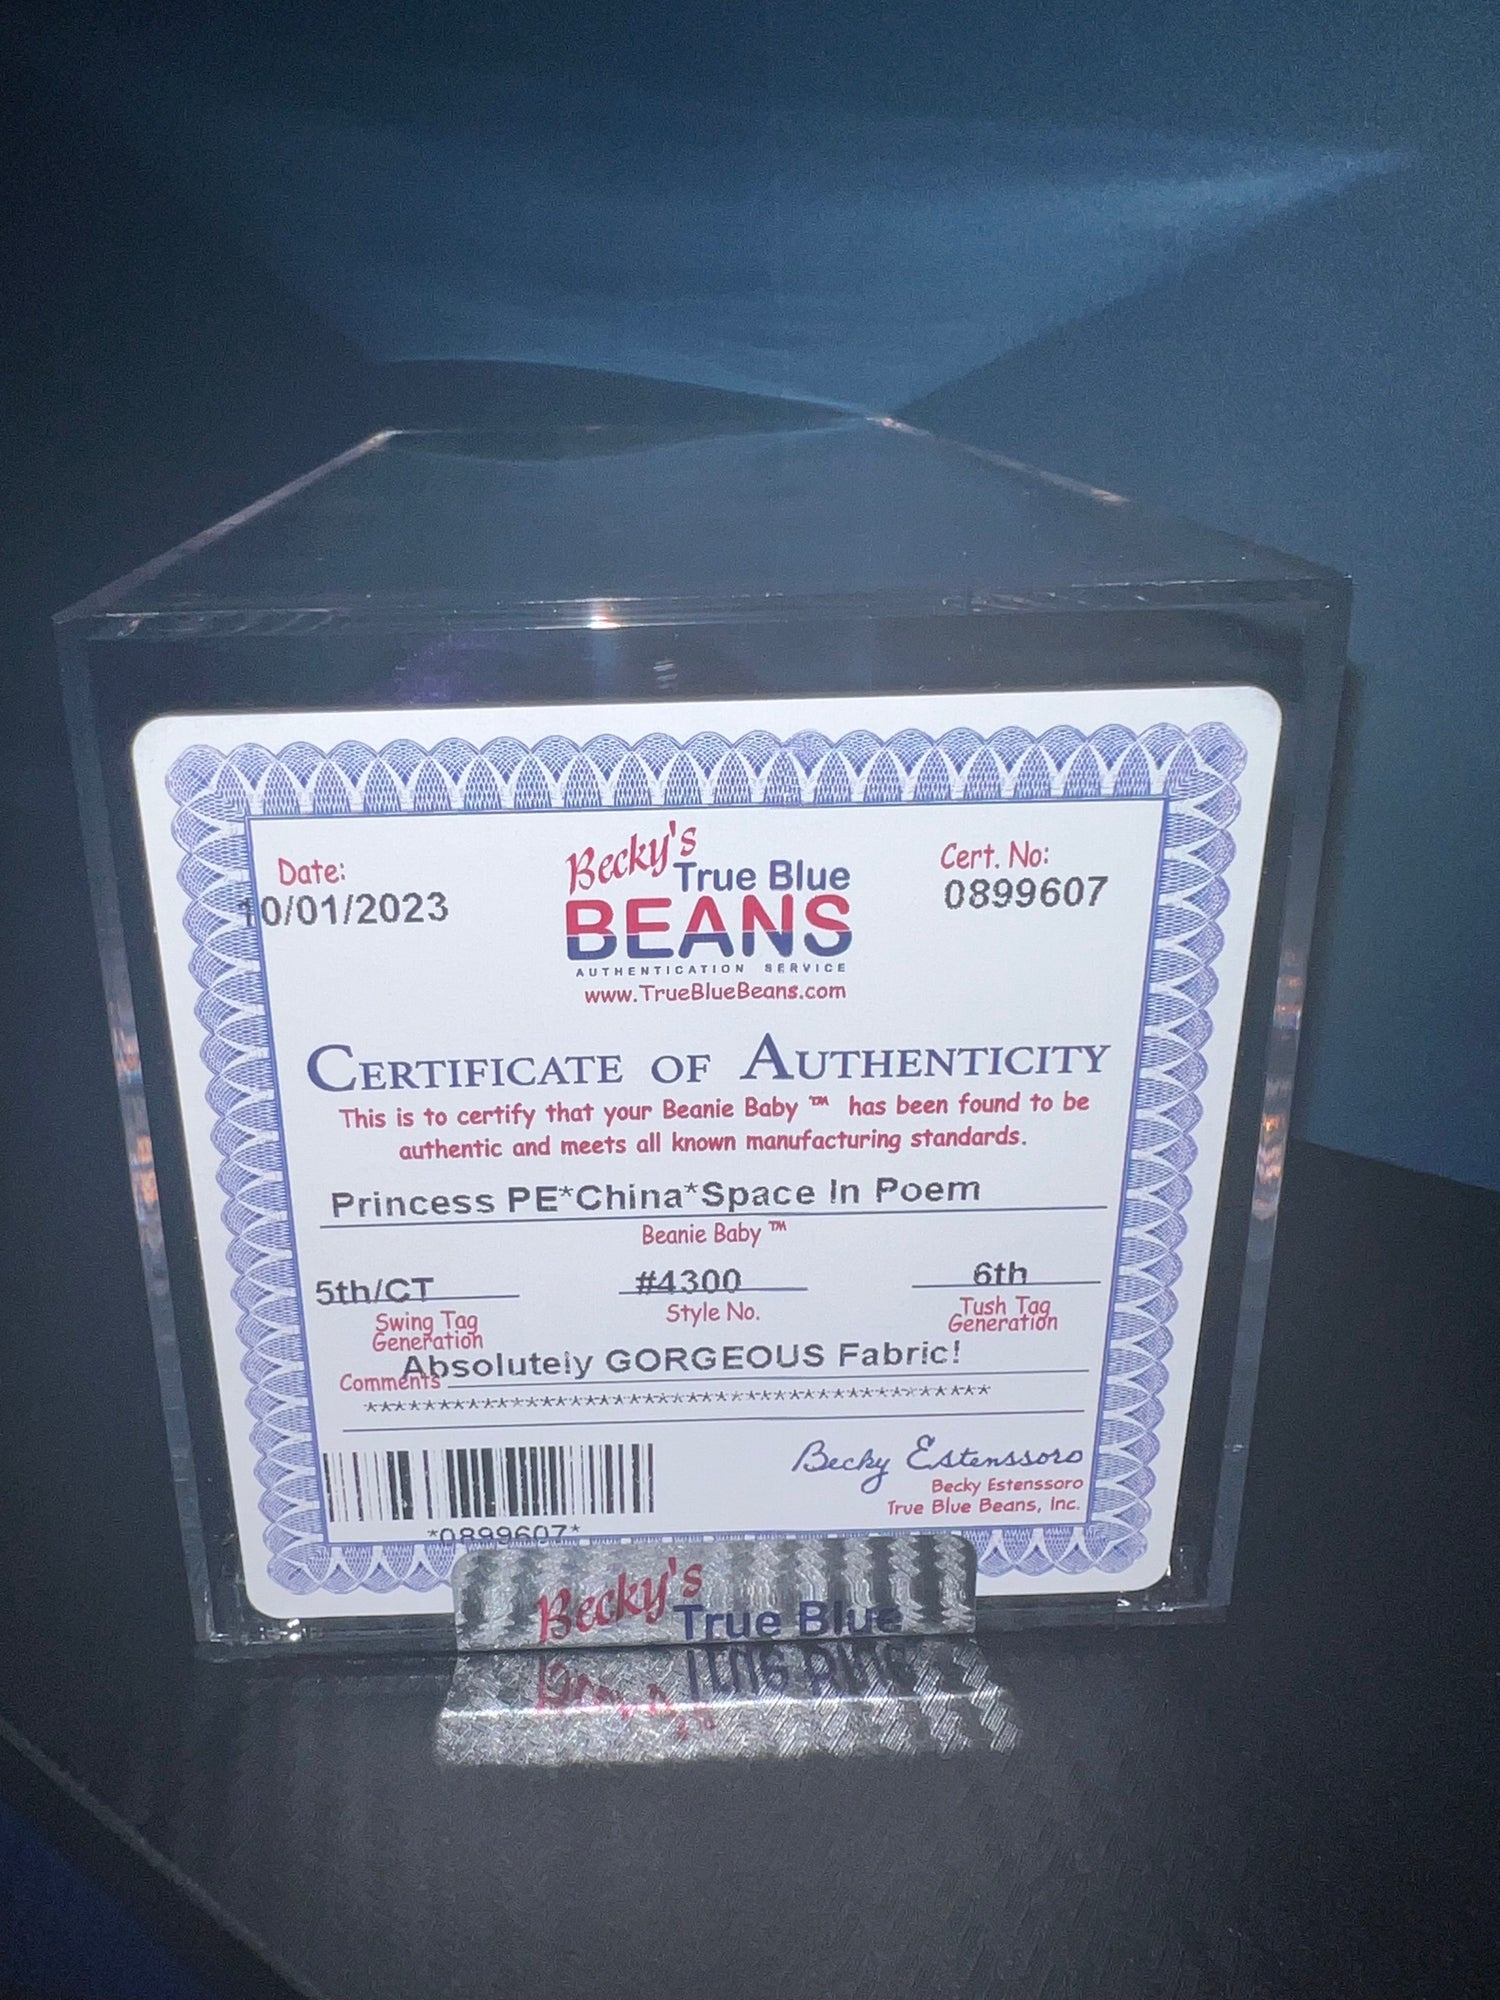 Date:
10/01/2023
Becky's
True Blue
BEANS
AUTHENTICATION SERVICE
www.TrueBlueBeans.com
Cert. No:
0899607
CERTIFICATE OF AUTHENTICITY
This is to certify that your Beanie Baby ™ has been found to be
authentic and meets all known manufacturing standards.
Princess PE*China*Space In Poem
Beanie Baby ™
5th/CT #4300 6th
Swing Tag Generation
Style No.
Tush Tag Generation
Absolutely GORGEOUS Fabric!
Comments
*******************************************
Becky Estenssoro
Becky Estenssoro
True Blue Beans, Inc.
*0899607*
Becky's
True Blue